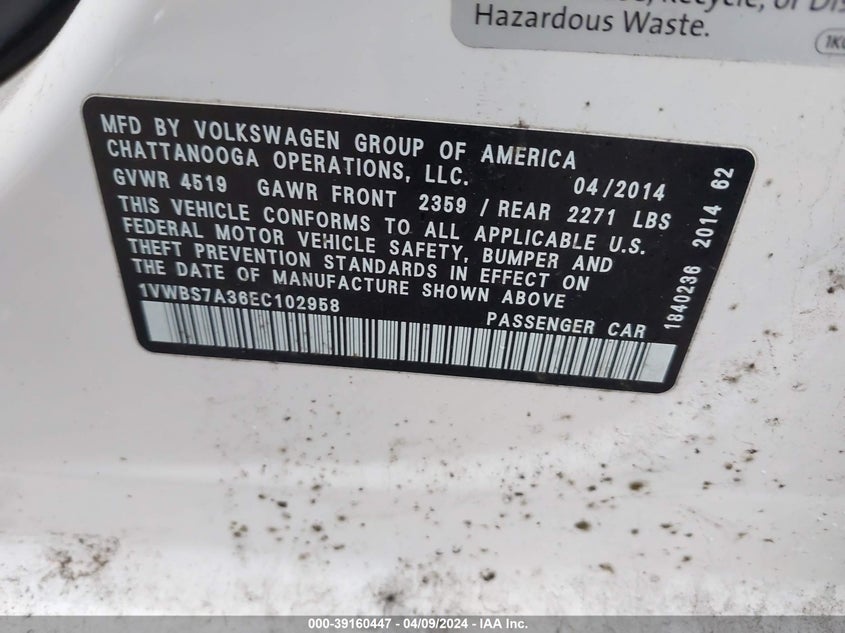 Recycle, or Dis
Hazardous Waste.
MFD BY VOLKSWAGEN GROUP OF AMERICA
CHATTANOOGA OPERATIONS, LLC. 04/2014
GVWR 4519 GAWR FRONT 2359 / REAR 2271 LBS
THIS VEHICLE CONFORMS TO ALL APPLICABLE U.S.
FEDERAL MOTOR VEHICLE SAFETY, BUMPER AND
THEFT PREVENTION STANDARDS IN EFFECT ON
THE DATE OF MANUFACTURE SHOWN ABOVE
1VWBS7A36EC102958 PASSENGER CAR
1840236 2014 62
000-39160447 - 04/09/2024 - IAA Inc.